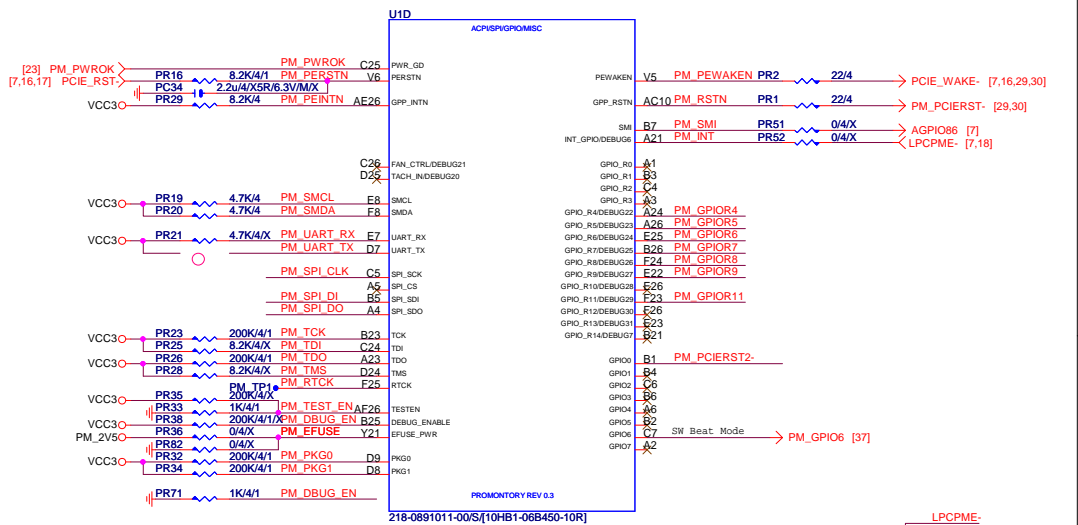 U1D
ACPI/SPI/GPIO/MISC
[23] PM_PWROK PM_PWROK C25 PWR_GD
[7,16,17] PCIE_RST- PR16 8.2K/4/1 PM_PERSTN V6 PERSTN PEWAKEN V5 PM_PEWAKEN PR2 22/4 PCIE_WAKE- [7,16,29,30]
PC34 2.2u/4/X5R/6.3V/M/X
VCC3 PR29 8.2K/4 PM_PEINTN AE26 GPP_INTN GPP_RSTN AC10 PM_RSTN PR1 22/4 PM_PCIERST- [29,30]
SMI B7 PM_SMI PR51 0/4/X AGPIO86 [7]
INT_GPIO/DEBUG6 A21 PM_INT PR52 0/4/X LPCPME- [7,18]
C26 FAN_CTRL/DEBUG21 GPIO_R0 A1
D25 TACH_IN/DEBUG20 GPIO_R1 B3
GPIO_R2 C4
VCC3 PR19 4.7K/4 PM_SMCL E8 SMCL GPIO_R3 A3
PR20 4.7K/4 PM_SMDA F8 SMDA GPIO_R4/DEBUG22 A24 PM_GPIOR4
GPIO_R5/DEBUG23 A26 PM_GPIOR5
VCC3 PR21 4.7K/4/X PM_UART_RX E7 UART_RX GPIO_R6/DEBUG24 E25 PM_GPIOR6
PM_UART_TX D7 UART_TX GPIO_R7/DEBUG25 B26 PM_GPIOR7
GPIO_R8/DEBUG26 F24 PM_GPIOR8
PM_SPI_CLK C5 SPI_SCK GPIO_R9/DEBUG27 E22 PM_GPIOR9
A5 SPI_CS GPIO_R10/DEBUG28 E26
PM_SPI_DI B5 SPI_SDI GPIO_R11/DEBUG29 F23 PM_GPIOR11
PM_SPI_DO A4 SPI_SDO GPIO_R12/DEBUG30 F26
GPIO_R13/DEBUG31 E23
VCC3 PR23 200K/4/1 PM_TCK B23 TCK GPIO_R14/DEBUG7 B21
PR25 8.2K/4/X PM_TDI C24 TDI
VCC3 PR26 200K/4/1 PM_TDO A23 TDO GPIO0 B1 PM_PCIERST2-
PR28 8.2K/4/X PM_TMS D24 TMS GPIO1 B4
PM_TP1 PM_RTCK F25 RTCK GPIO2 C6
VCC3 PR35 200K/4/X GPIO3 B6
PR33 1K/4/1 PM_TEST_EN AF26 TESTEN GPIO4 A6
VCC3 PR38 200K/4/1/X PM_DBUG_EN B25 DEBUG_ENABLE GPIO5 B2
PM_2V5 PR36 0/4/X PM_EFUSE Y21 EFUSE_PWR GPIO6 C7 SW Beat Mode PM_GPIO6 [37]
PR82 0/4/X GPIO7 A2
VCC3 PR32 200K/4/1 PM_PKG0 D9 PKG0
PR34 200K/4/1 PM_PKG1 D8 PKG1
PR71 1K/4/1 PM_DBUG_EN
PROMONTORY REV 0.3
218-0891011-00/S/[10HB1-06B450-10R]
LPCPME-